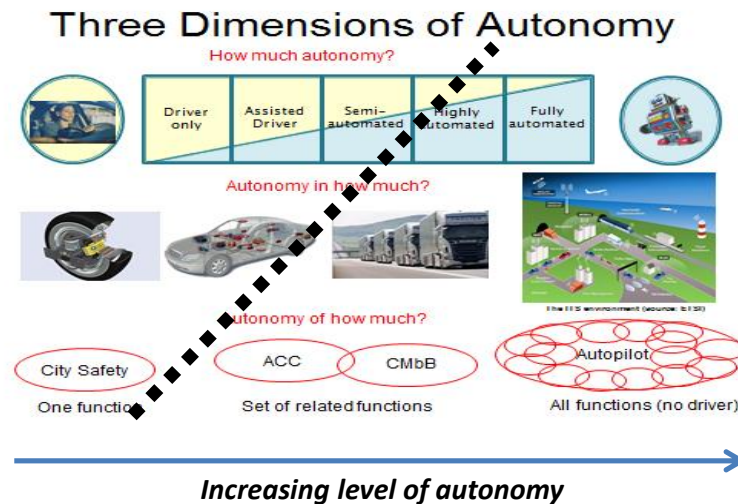 Three Dimensions of Autonomy
How much autonomy?
Driver only
Assisted Driver
Semi-automated
Highly automated
Fully automated
Autonomy in how much?
The ITS environment (source: ETSI)
Autonomy of how much?
City Safety
ACC
CMbB
Autopilot
One function
Set of related functions
All functions (no driver)
Increasing level of autonomy